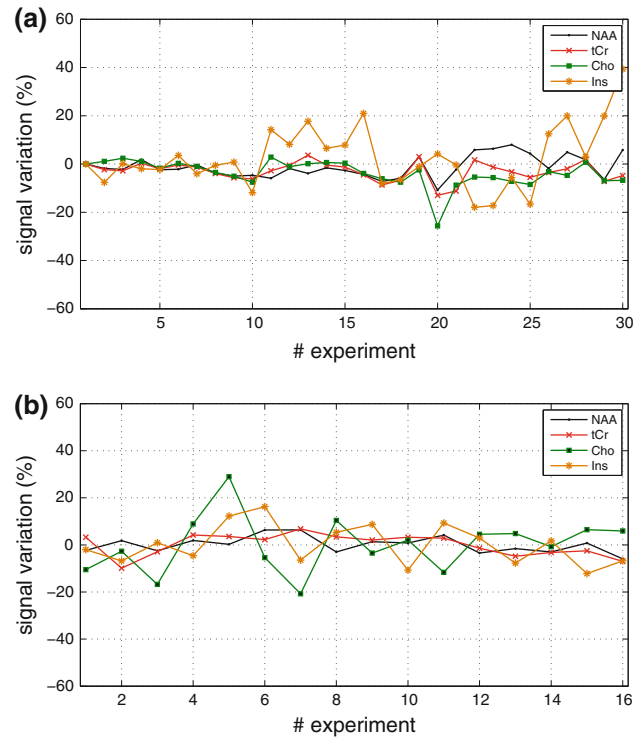 (a)
60
40
20
0
−20
−40
−60
signal variation (%)
NAA
tCr
Cho
Ins
5
10
15
20
25
30
# experiment
(b)
60
40
20
0
−20
−40
−60
signal variation (%)
NAA
tCr
Cho
Ins
2
4
6
8
10
12
14
16
# experiment